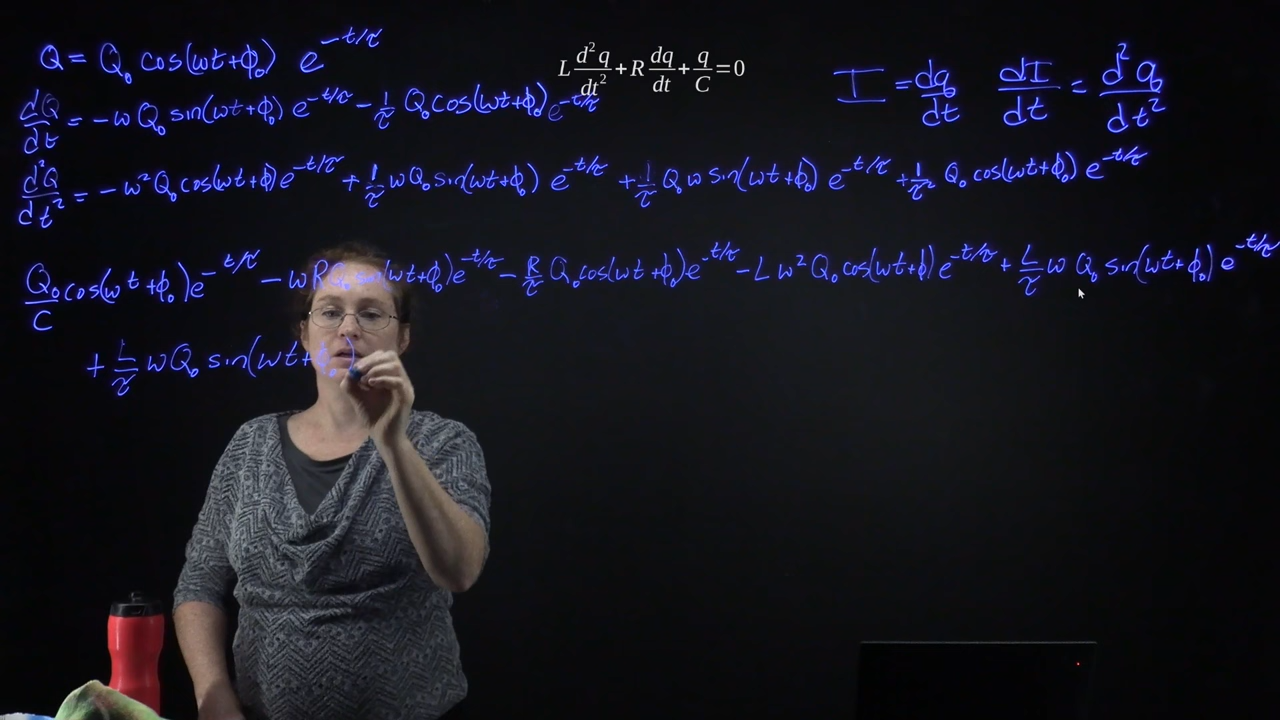 Q = Q₀ cos(ωt+ϕ₀) e^(-t/τ)
L d²q/dt² + R dq/dt + q/C = 0
I = dq/dt dI/dt = d²q/dt²
dQ/dt = -ωQ₀ sin(ωt+ϕ₀) e^(-t/τ) - 1/τ Q₀ cos(ωt+ϕ₀) e^(-t/τ)
d²Q/dt² = -ω²Q₀ cos(ωt+ϕ) e^(-t/τ) + 1/τ ωQ₀ sin(ωt+ϕ₀) e^(-t/τ) + 1/τ Q₀ ω sin(ωt+ϕ₀) e^(-t/τ) + 1/τ² Q₀ cos(ωt+ϕ₀) e^(-t/τ)
Q₀/C cos(ωt+ϕ₀) e^(-t/τ) - ωRQ₀ sin(ωt+ϕ₀) e^(-t/τ) - R/τ Q₀ cos(ωt+ϕ₀) e^(-t/τ) - Lω²Q₀ cos(ωt+ϕ) e^(-t/τ) + L/τ ω Q₀ sin(ωt+ϕ₀) e^(-t/τ)
+ L/τ ωQ₀ sin(ωt+ϕ₀)